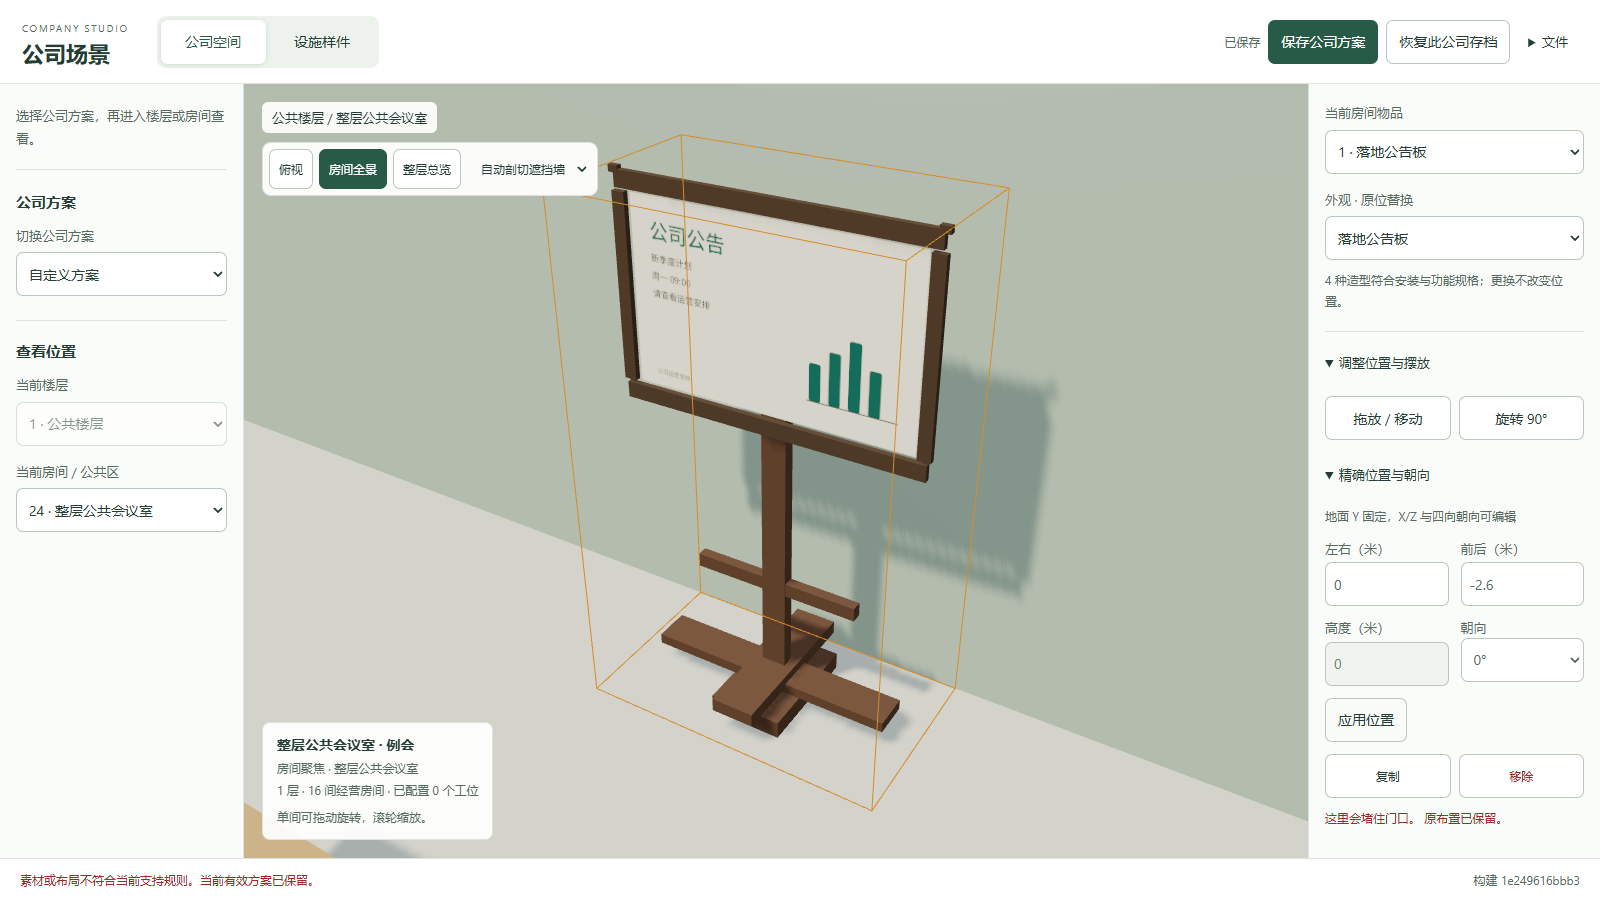 COMPANY STUDIO
公司场景
公司空间
设施样件
已保存
保存公司方案
恢复此公司存档
文件
选择公司方案，再进入楼层或房间查看。
公司方案
切换公司方案
自定义方案
查看位置
当前楼层
1 · 公共楼层
当前房间 / 公共区
24 · 整层公共会议室
公共楼层 / 整层公共会议室
俯视
房间全景
整层总览
自动剖切遮挡墙
公司公告
新季度计划
周一 09:00
请查看运营安排
整层公共会议室 · 例会
房间聚焦 · 整层公共会议室
1 层 · 16 间经营房间 · 已配置 0 个工位
单间可拖动旋转，滚轮缩放。
当前房间物品
1 · 落地公告板
外观 · 原位替换
落地公告板
4 种造型符合安装与功能规格；更换不改变位置。
调整位置与摆放
拖放 / 移动
旋转 90°
精确位置与朝向
地面 Y 固定，X/Z 与四向朝向可编辑
左右（米）
前后（米）
0
-2.6
高度（米）
朝向
0
0°
应用位置
复制
移除
这里会堵住门口。 原布置已保留。
素材或布局不符合当前支持规则。当前有效方案已保留。
构建 1e249616bbb3